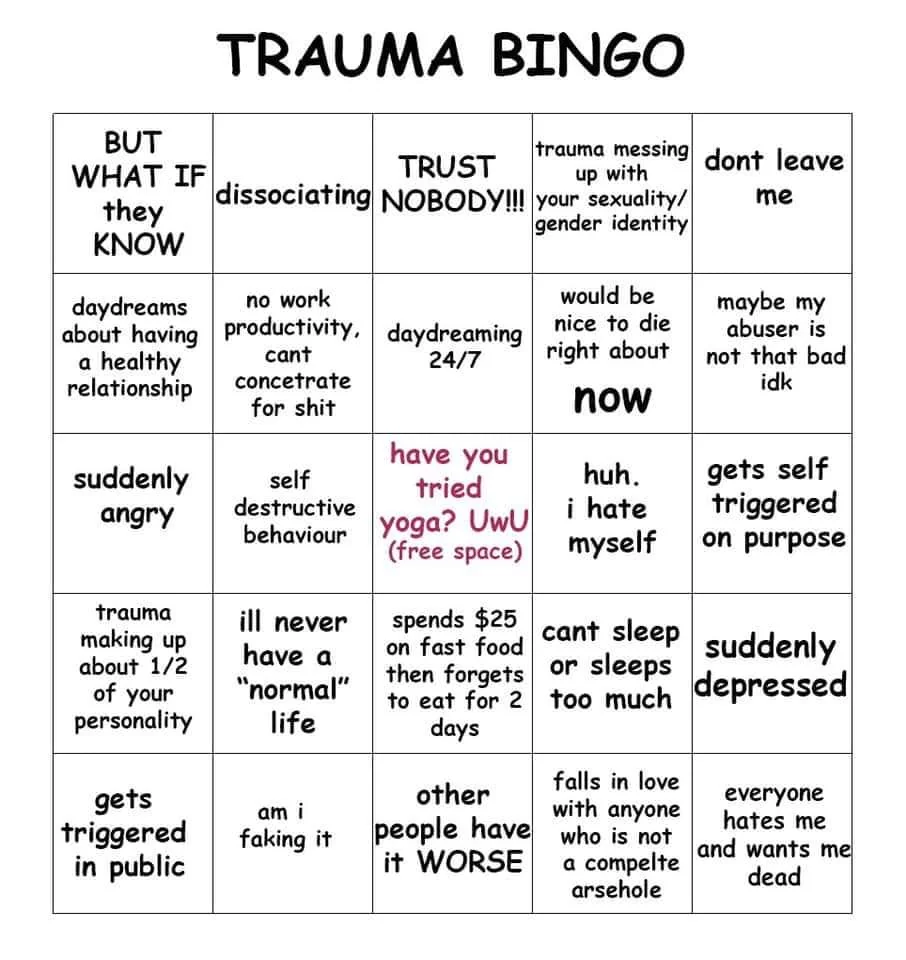 TRAUMA BINGO
BUT
WHAT IF
they
KNOW
dissociating
TRUST
NOBODY!!!
trauma messing
up with
your sexuality/
gender identity
dont leave
me
daydreams
about having
a healthy
relationship
no work
productivity,
cant
concetrate
for shit
daydreaming
24/7
would be
nice to die
right about
now
maybe my
abuser is
not that bad
idk
suddenly
angry
self
destructive
behaviour
have you
tried
yoga? UwU
(free space)
huh.
i hate
myself
gets self
triggered
on purpose
trauma
making up
about 1/2
of your
personality
ill never
have a
“normal”
life
spends $25
on fast food
then forgets
to eat for 2
days
cant sleep
or sleeps
too much
suddenly
depressed
gets
triggered
in public
am i
faking it
other
people have
it WORSE
falls in love
with anyone
who is not
a compelte
arsehole
everyone
hates me
and wants me
dead